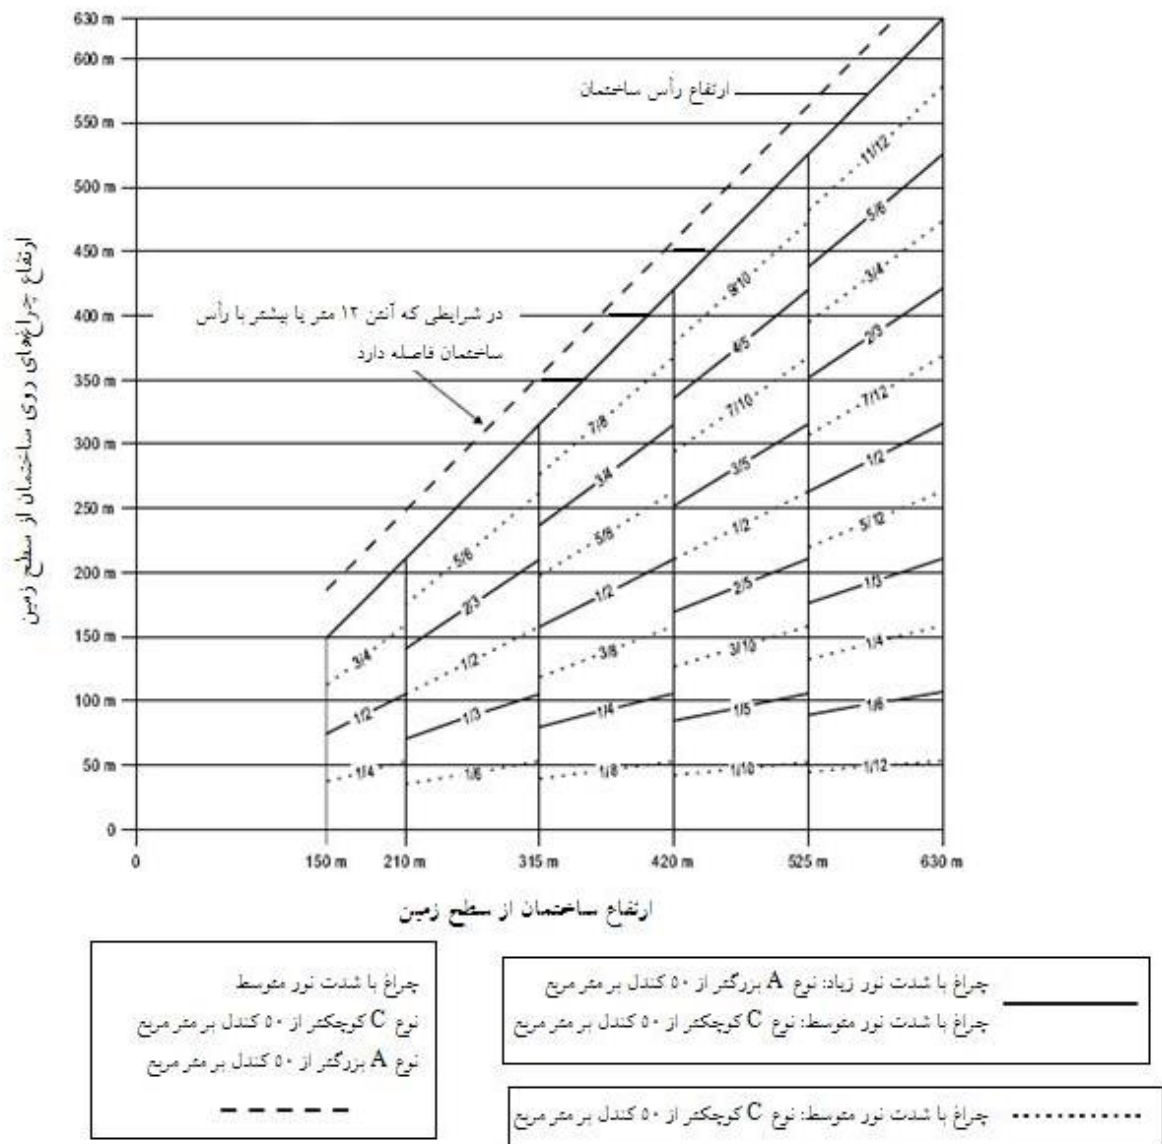 630 m
600 m
550 m
500 m
450 m
400 m
350 m
300 m
250 m
200 m
150 m
100 m
50 m
0
ارتفاع چراغ‌های روی ساختمان از سطح زمین
ارتفاع رأس ساختمان
در شرایطی که آنتن ۱۲ متر یا بیشتر با رأس
ساختمان فاصله دارد
3/4
1/2
1/4
5/6
2/3
1/2
1/3
1/6
7/8
3/4
5/8
1/2
3/8
1/4
1/8
9/10
4/5
7/10
3/5
1/2
2/5
3/10
1/5
1/10
11/12
5/6
3/4
2/3
7/12
1/2
5/12
1/3
1/4
1/6
1/12
0 150 m 210 m 315 m 420 m 525 m 630 m
ارتفاع ساختمان از سطح زمین
چراغ با شدت نور زیاد: نوع A بزرگتر از ۵۰ کندل بر متر مربع
چراغ با شدت نور متوسط: نوع C کوچکتر از ۵۰ کندل بر متر مربع
چراغ با شدت نور متوسط: نوع C کوچکتر از ۵۰ کندل بر متر مربع
چراغ با شدت نور متوسط
نوع C کوچکتر از ۵۰ کندل بر متر مربع
نوع A بزرگتر از ۵۰ کندل بر متر مربع